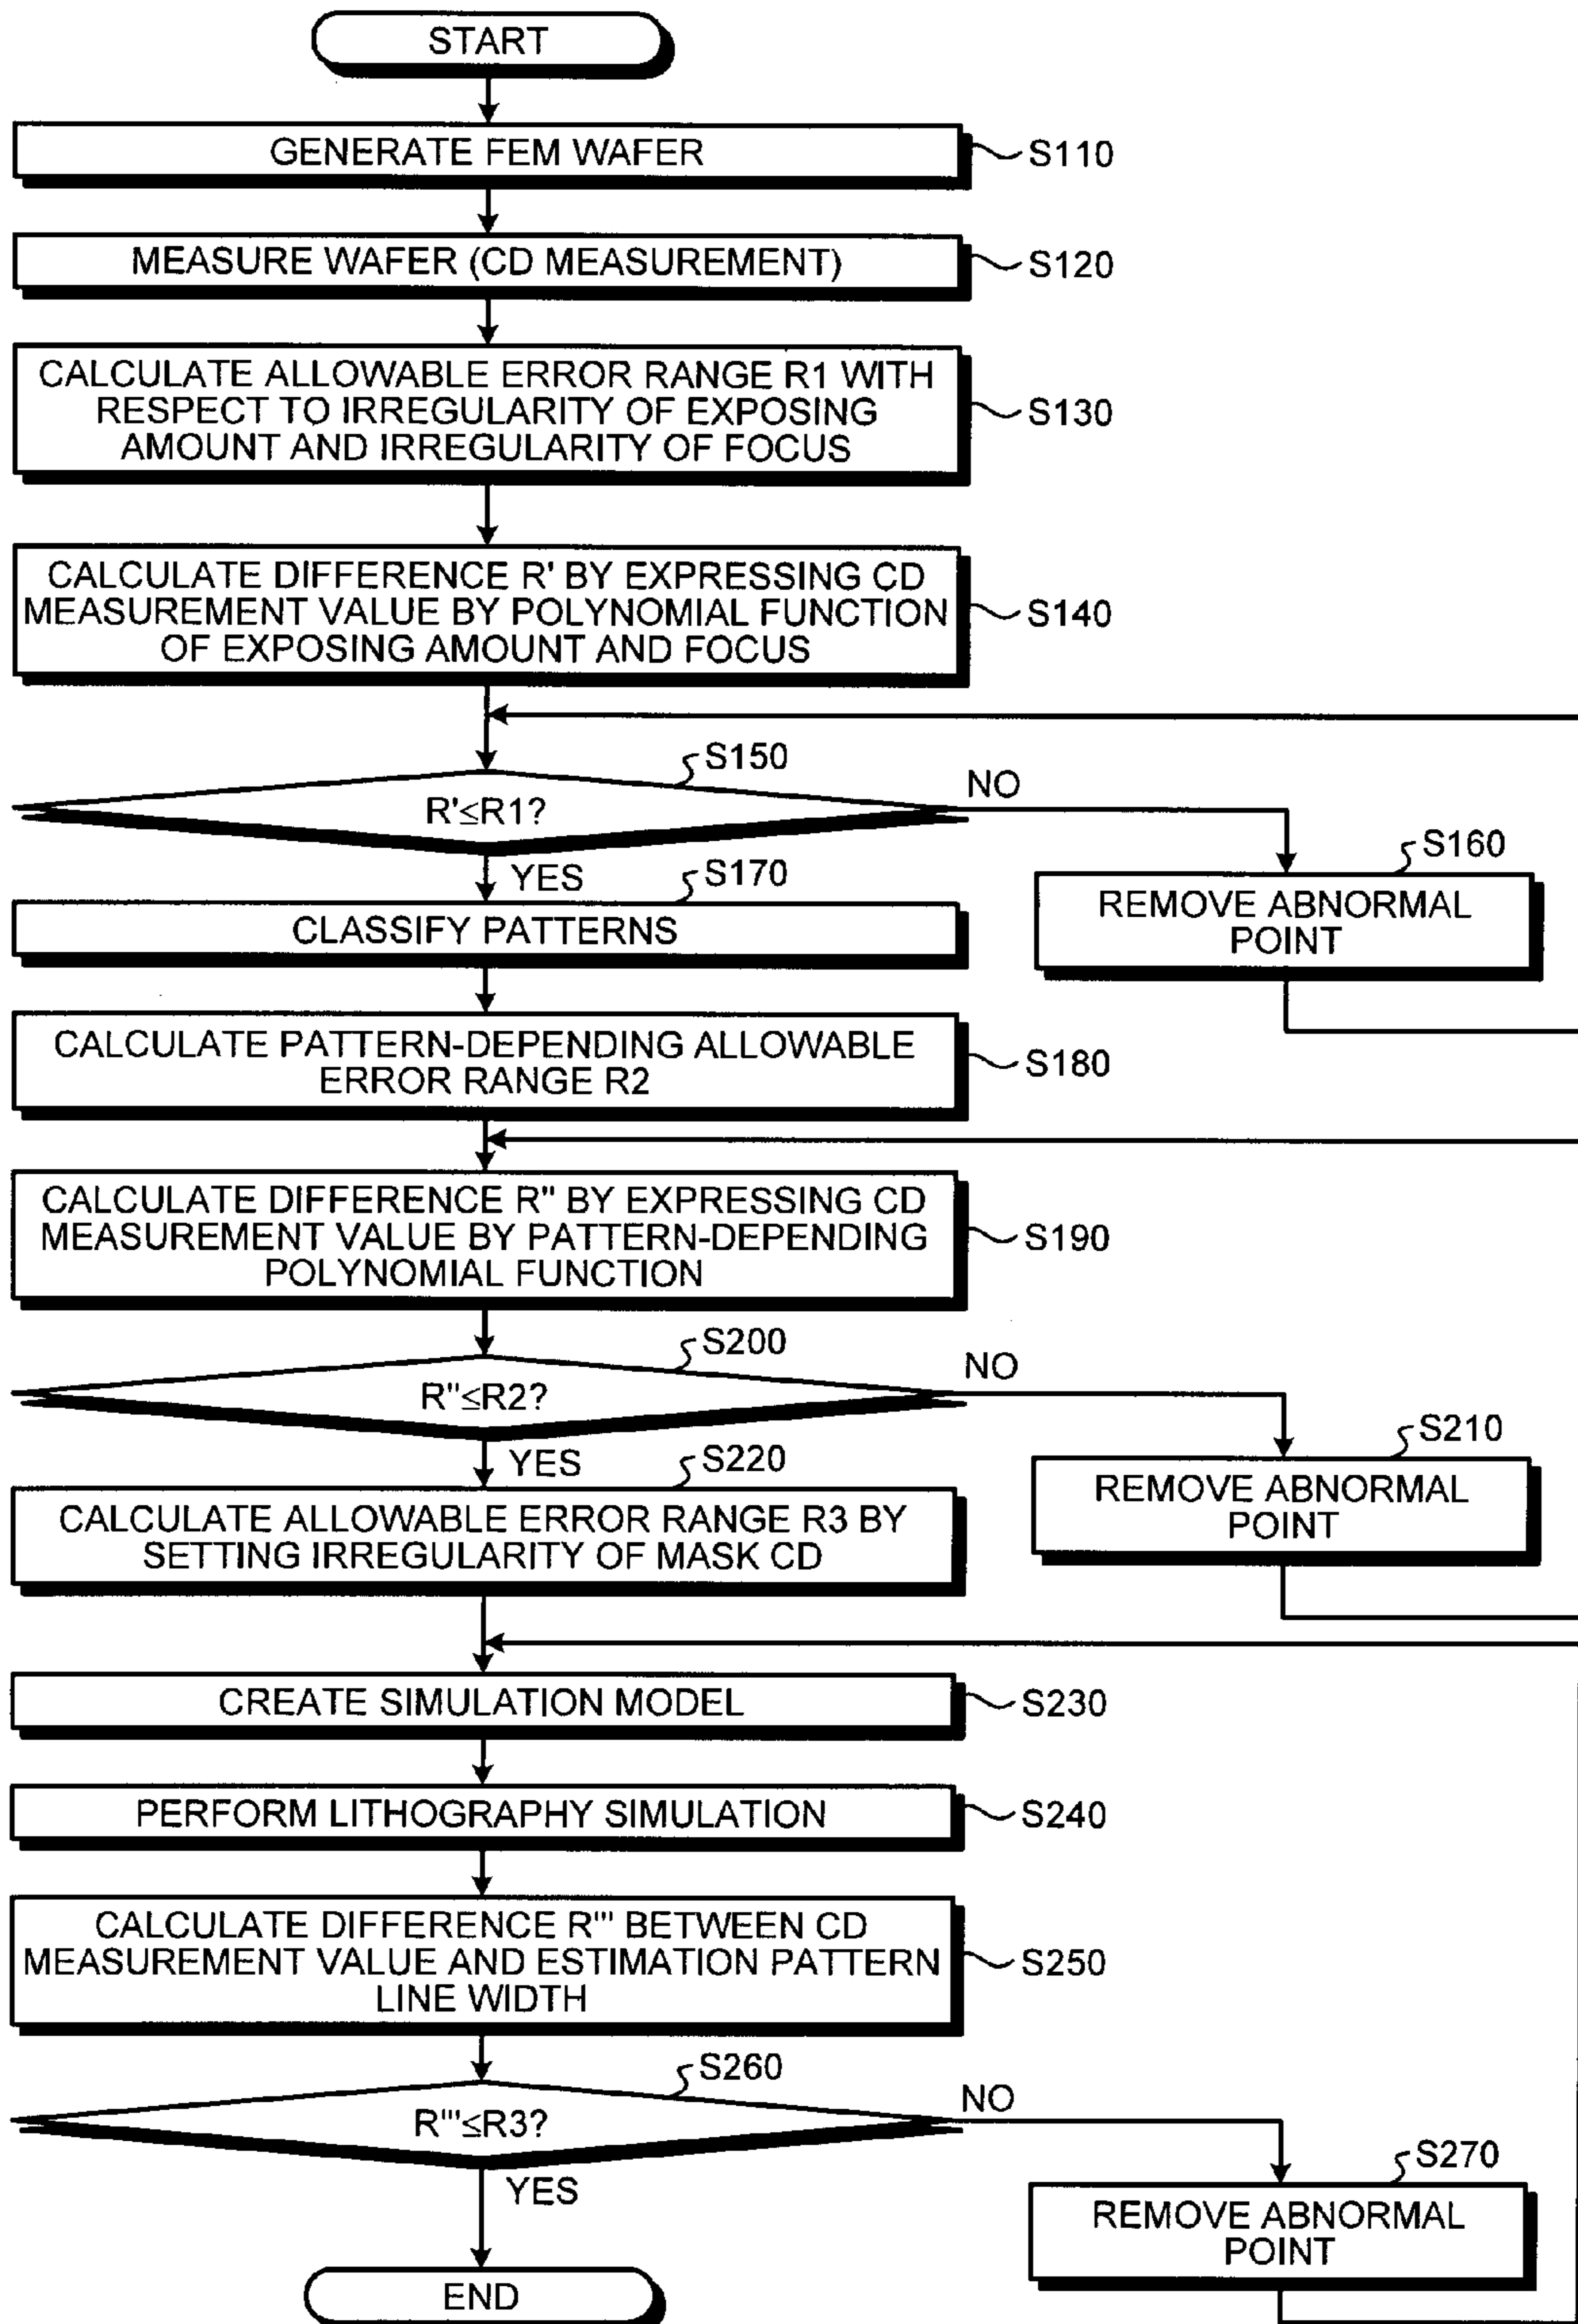 START
GENERATE FEM WAFER
S110
MEASURE WAFER (CD MEASUREMENT)
S120
CALCULATE ALLOWABLE ERROR RANGE R1 WITH
RESPECT TO IRREGULARITY OF EXPOSING
AMOUNT AND IRREGULARITY OF FOCUS
S130
CALCULATE DIFFERENCE R' BY EXPRESSING CD
MEASUREMENT VALUE BY POLYNOMIAL FUNCTION
OF EXPOSING AMOUNT AND FOCUS
S140
S150
R'≤R1?
NO
YES
S160
REMOVE ABNORMAL
POINT
S170
CLASSIFY PATTERNS
CALCULATE PATTERN-DEPENDING ALLOWABLE
ERROR RANGE R2
S180
CALCULATE DIFFERENCE R'' BY EXPRESSING CD
MEASUREMENT VALUE BY PATTERN-DEPENDING
POLYNOMIAL FUNCTION
S190
S200
R''≤R2?
NO
YES
S210
REMOVE ABNORMAL
POINT
S220
CALCULATE ALLOWABLE ERROR RANGE R3 BY
SETTING IRREGULARITY OF MASK CD
CREATE SIMULATION MODEL
S230
PERFORM LITHOGRAPHY SIMULATION
S240
CALCULATE DIFFERENCE R''' BETWEEN CD
MEASUREMENT VALUE AND ESTIMATION PATTERN
LINE WIDTH
S250
S260
R'''≤R3?
NO
YES
S270
REMOVE ABNORMAL
POINT
END